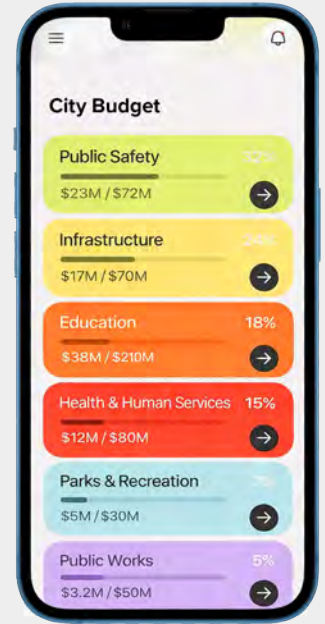 City Budget
Public Safety
$23M / $72M
Infrastructure
$17M / $70M
Education 18%
$38M / $210M
Health & Human Services 15%
$12M / $80M
Parks & Recreation
$5M / $30M
Public Works 5%
$3.2M / $50M